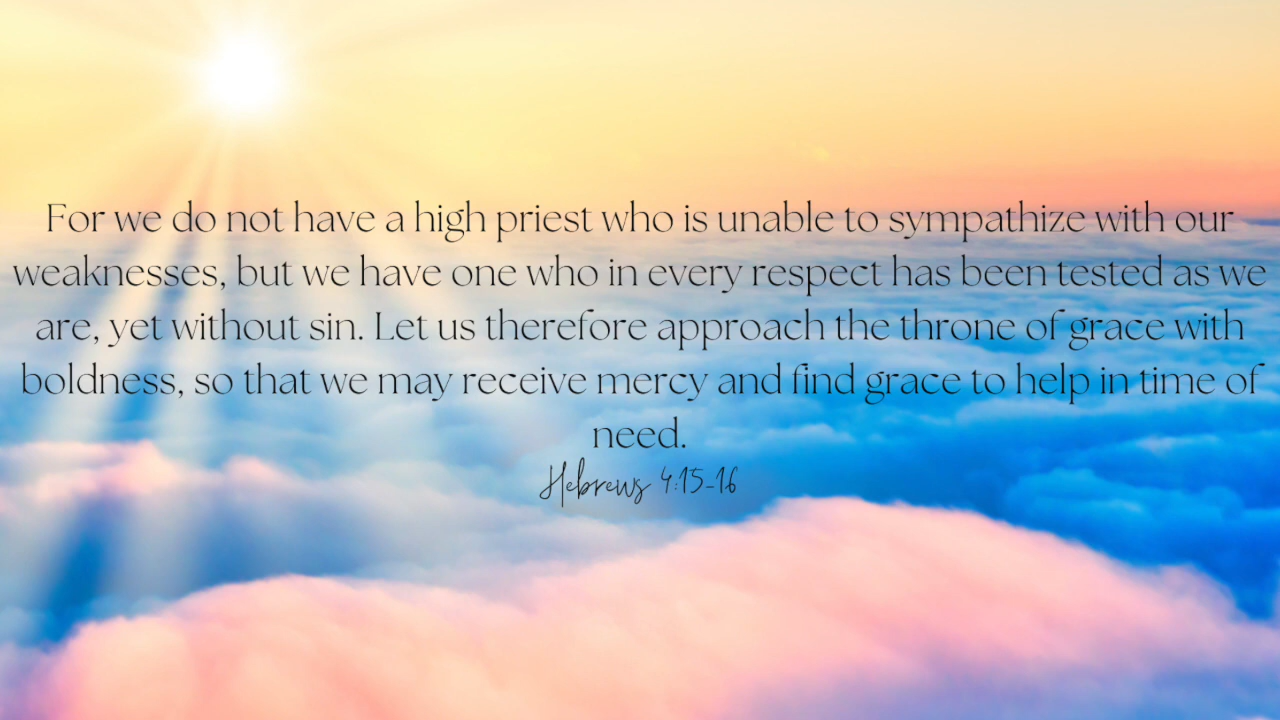 For we do not have a high priest who is unable to sympathize with our
weaknesses, but we have one who in every respect has been tested as we
are, yet without sin. Let us therefore approach the throne of grace with
boldness, so that we may receive mercy and find grace to help in time of
need.
Hebrews 4:15-16